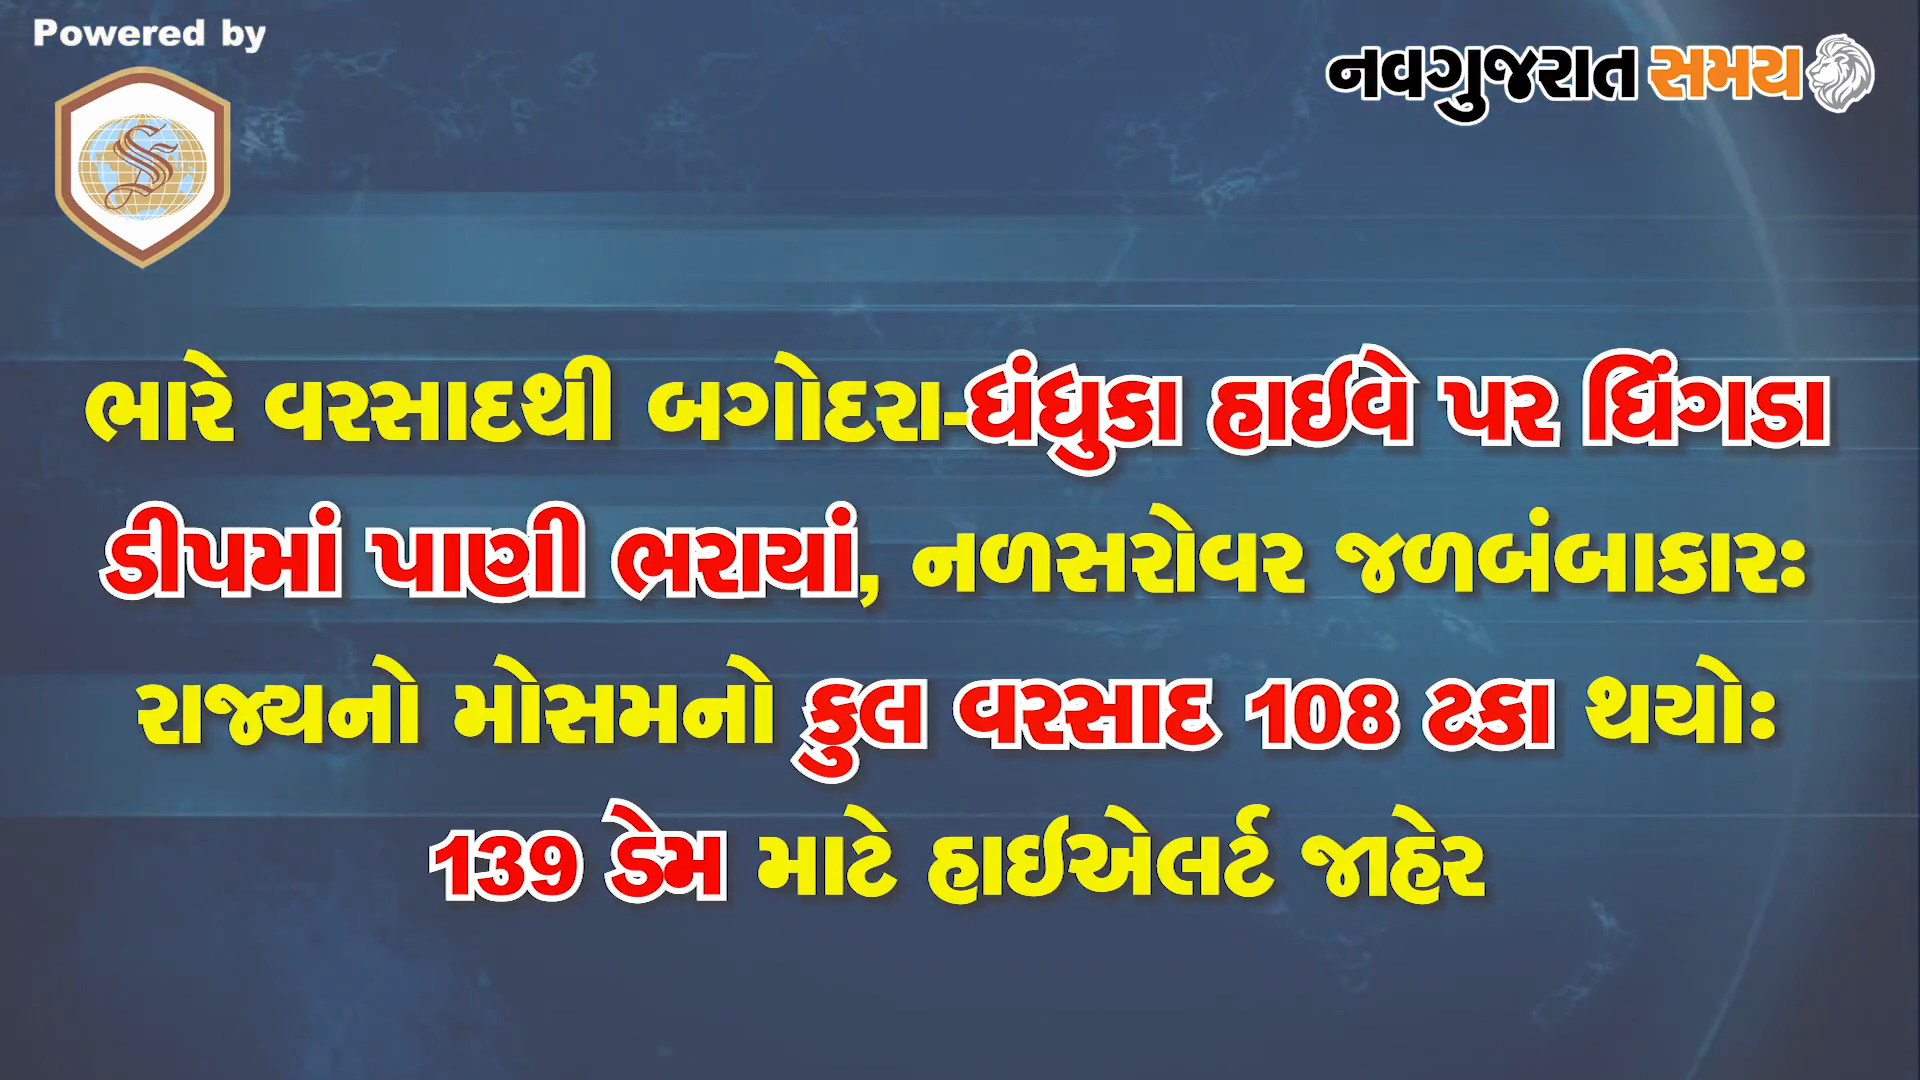 Powered by
નવગુજરાત સમય
S
ભારે વરસાદથી બગોદરા-ધંધુકા હાઈવે પર ધિંગડા
ડીપમાં પાણી ભરાયાં, નળસરોવર જળબંબાકારઃ
રાજ્યનો મોસમનો કુલ વરસાદ 108 ટકા થયોઃ
139 ડેમ માટે હાઈએલર્ટ જાહેર